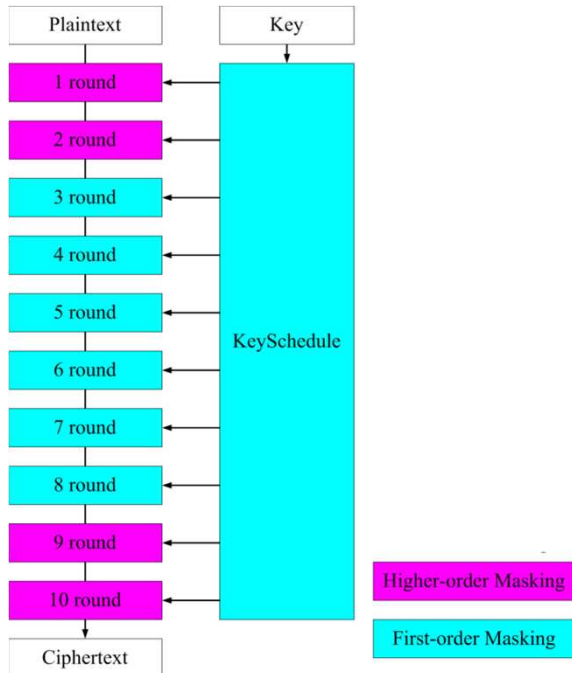 Plaintext
Key
1 round
2 round
3 round
4 round
5 round
6 round
7 round
8 round
9 round
10 round
Ciphertext
KeySchedule
Higher-order Masking
First-order Masking